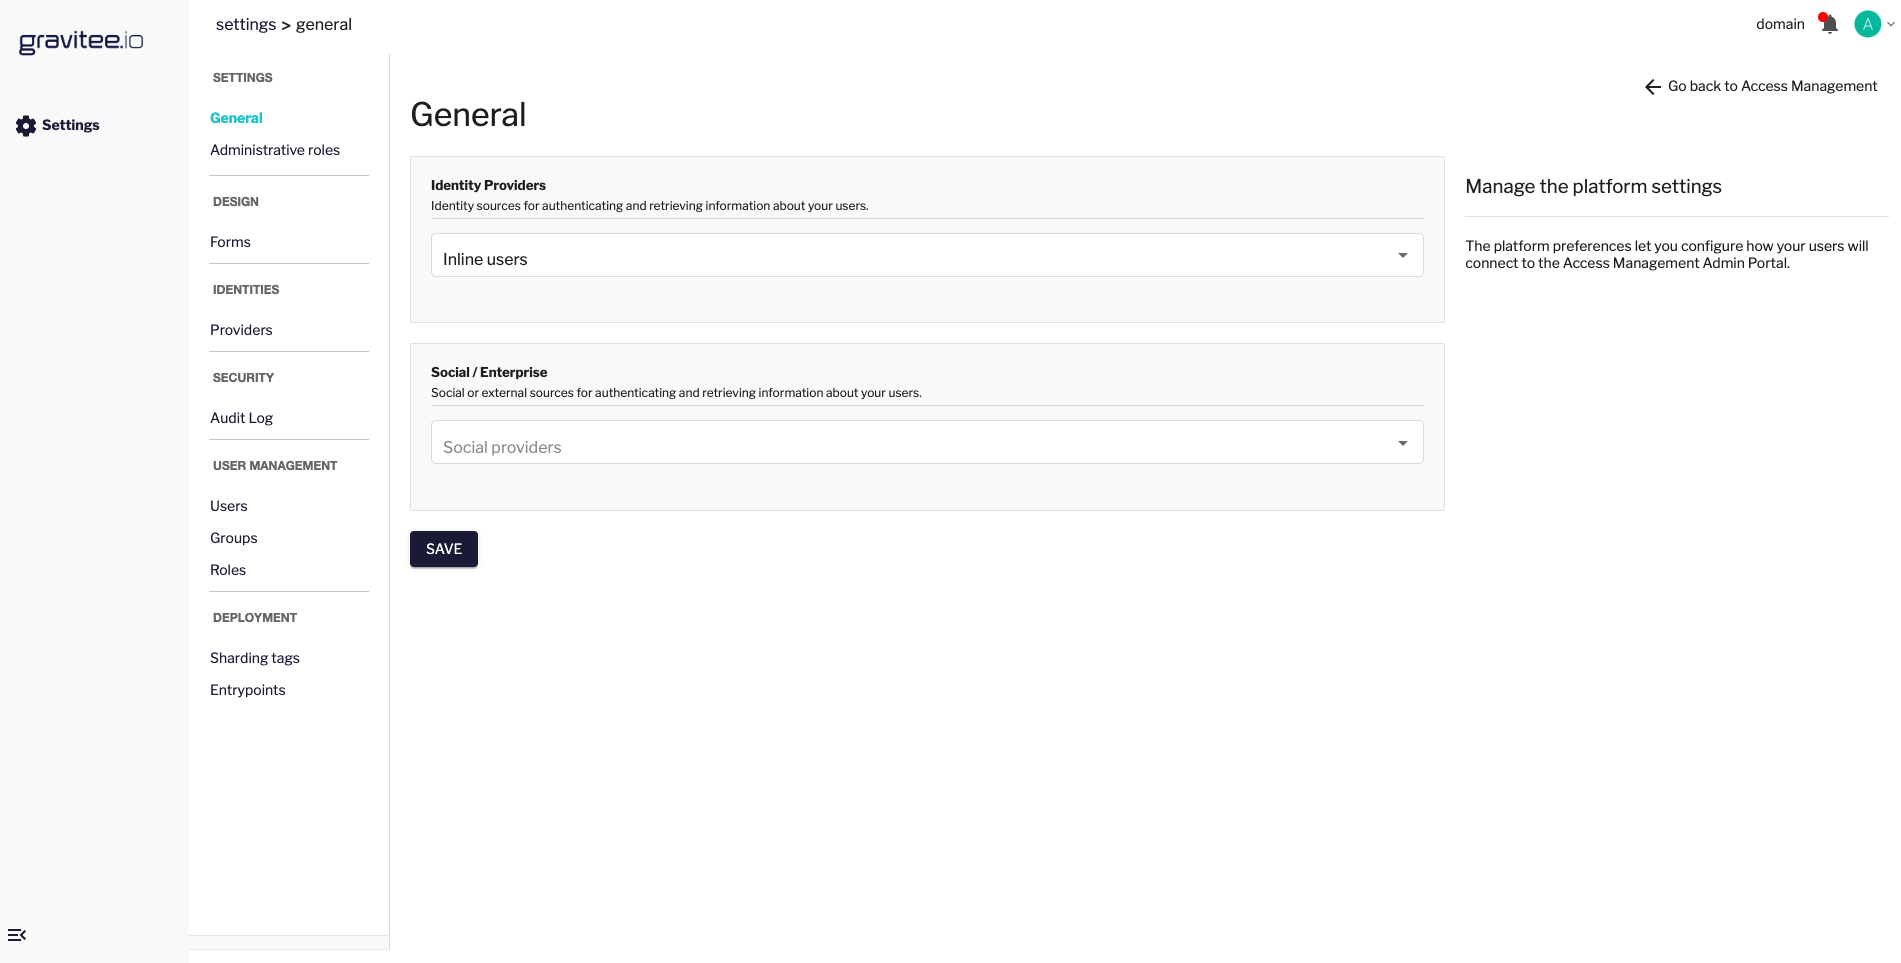 gravitee.io
settings > general
domain
A
Settings
SETTINGS
General
Administrative roles
DESIGN
Forms
IDENTITIES
Providers
SECURITY
Audit Log
USER MANAGEMENT
Users
Groups
Roles
DEPLOYMENT
Sharding tags
Entrypoints
Go back to Access Management
General
Identity Providers
Identity sources for authenticating and retrieving information about your users.
Inline users
Social / Enterprise
Social or external sources for authenticating and retrieving information about your users.
Social providers
SAVE
Manage the platform settings
The platform preferences let you configure how your users will
connect to the Access Management Admin Portal.